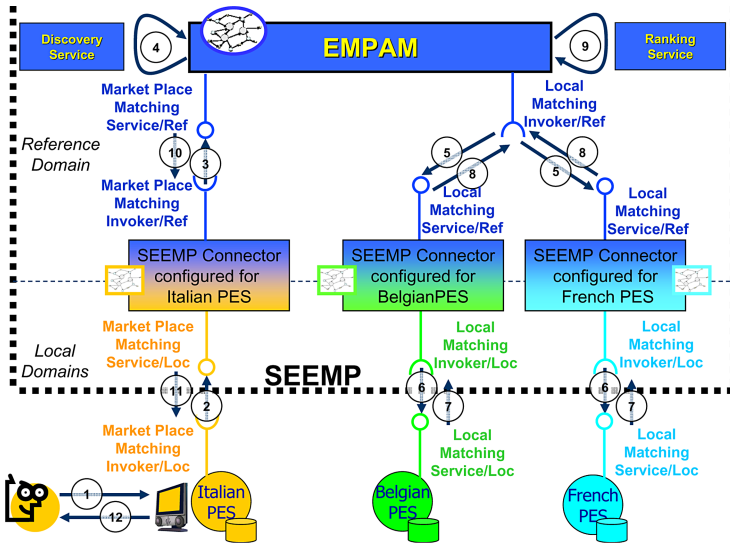 Discovery
Service
4
EMPAM
9
Ranking
Service
Market Place
Matching
Service/Ref
Local
Matching
Invoker/Ref
Reference
Domain
10
3
5
8
8
5
Market Place
Matching
Invoker/Ref
Local
Matching
Service/Ref
Local
Matching
Service/Ref
SEEMP Connector
configured for
Italian PES
SEEMP Connector
configured for
BelgianPES
SEEMP Connector
configured for
French PES
Market Place
Matching
Service/Loc
Local
Matching
Invoker/Loc
Local
Matching
Invoker/Loc
Local
Domains
SEEMP
11
2
6
7
6
7
Market Place
Matching
Invoker/Loc
Local
Matching
Service/Loc
Local
Matching
Service/Loc
1
12
Italian
PES
Belgian
PES
French
PES